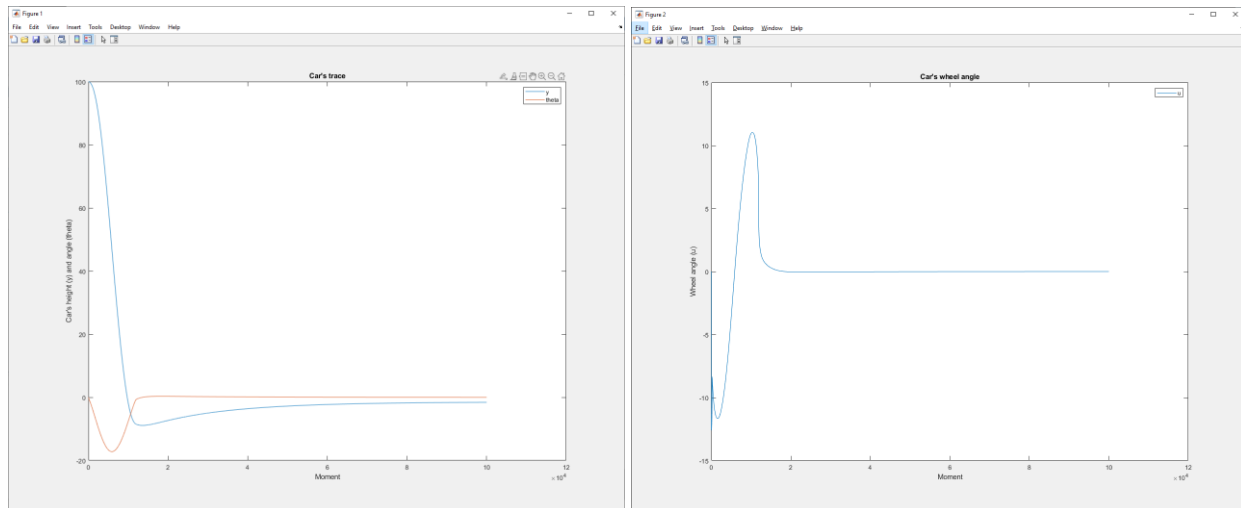 Figure 1
File Edit View Insert Tools Desktop Window Help
Car's trace
y
theta
100
80
60
40
20
0
-20
Car's height (y) and angle (theta)
0 2 4 6 8 10 12
Moment
Figure 2
File Edit View Insert Tools Desktop Window Help
Car's wheel angle
u
15
10
5
0
-5
-10
-15
Wheel angle (u)
0 2 4 6 8 10 12
Moment